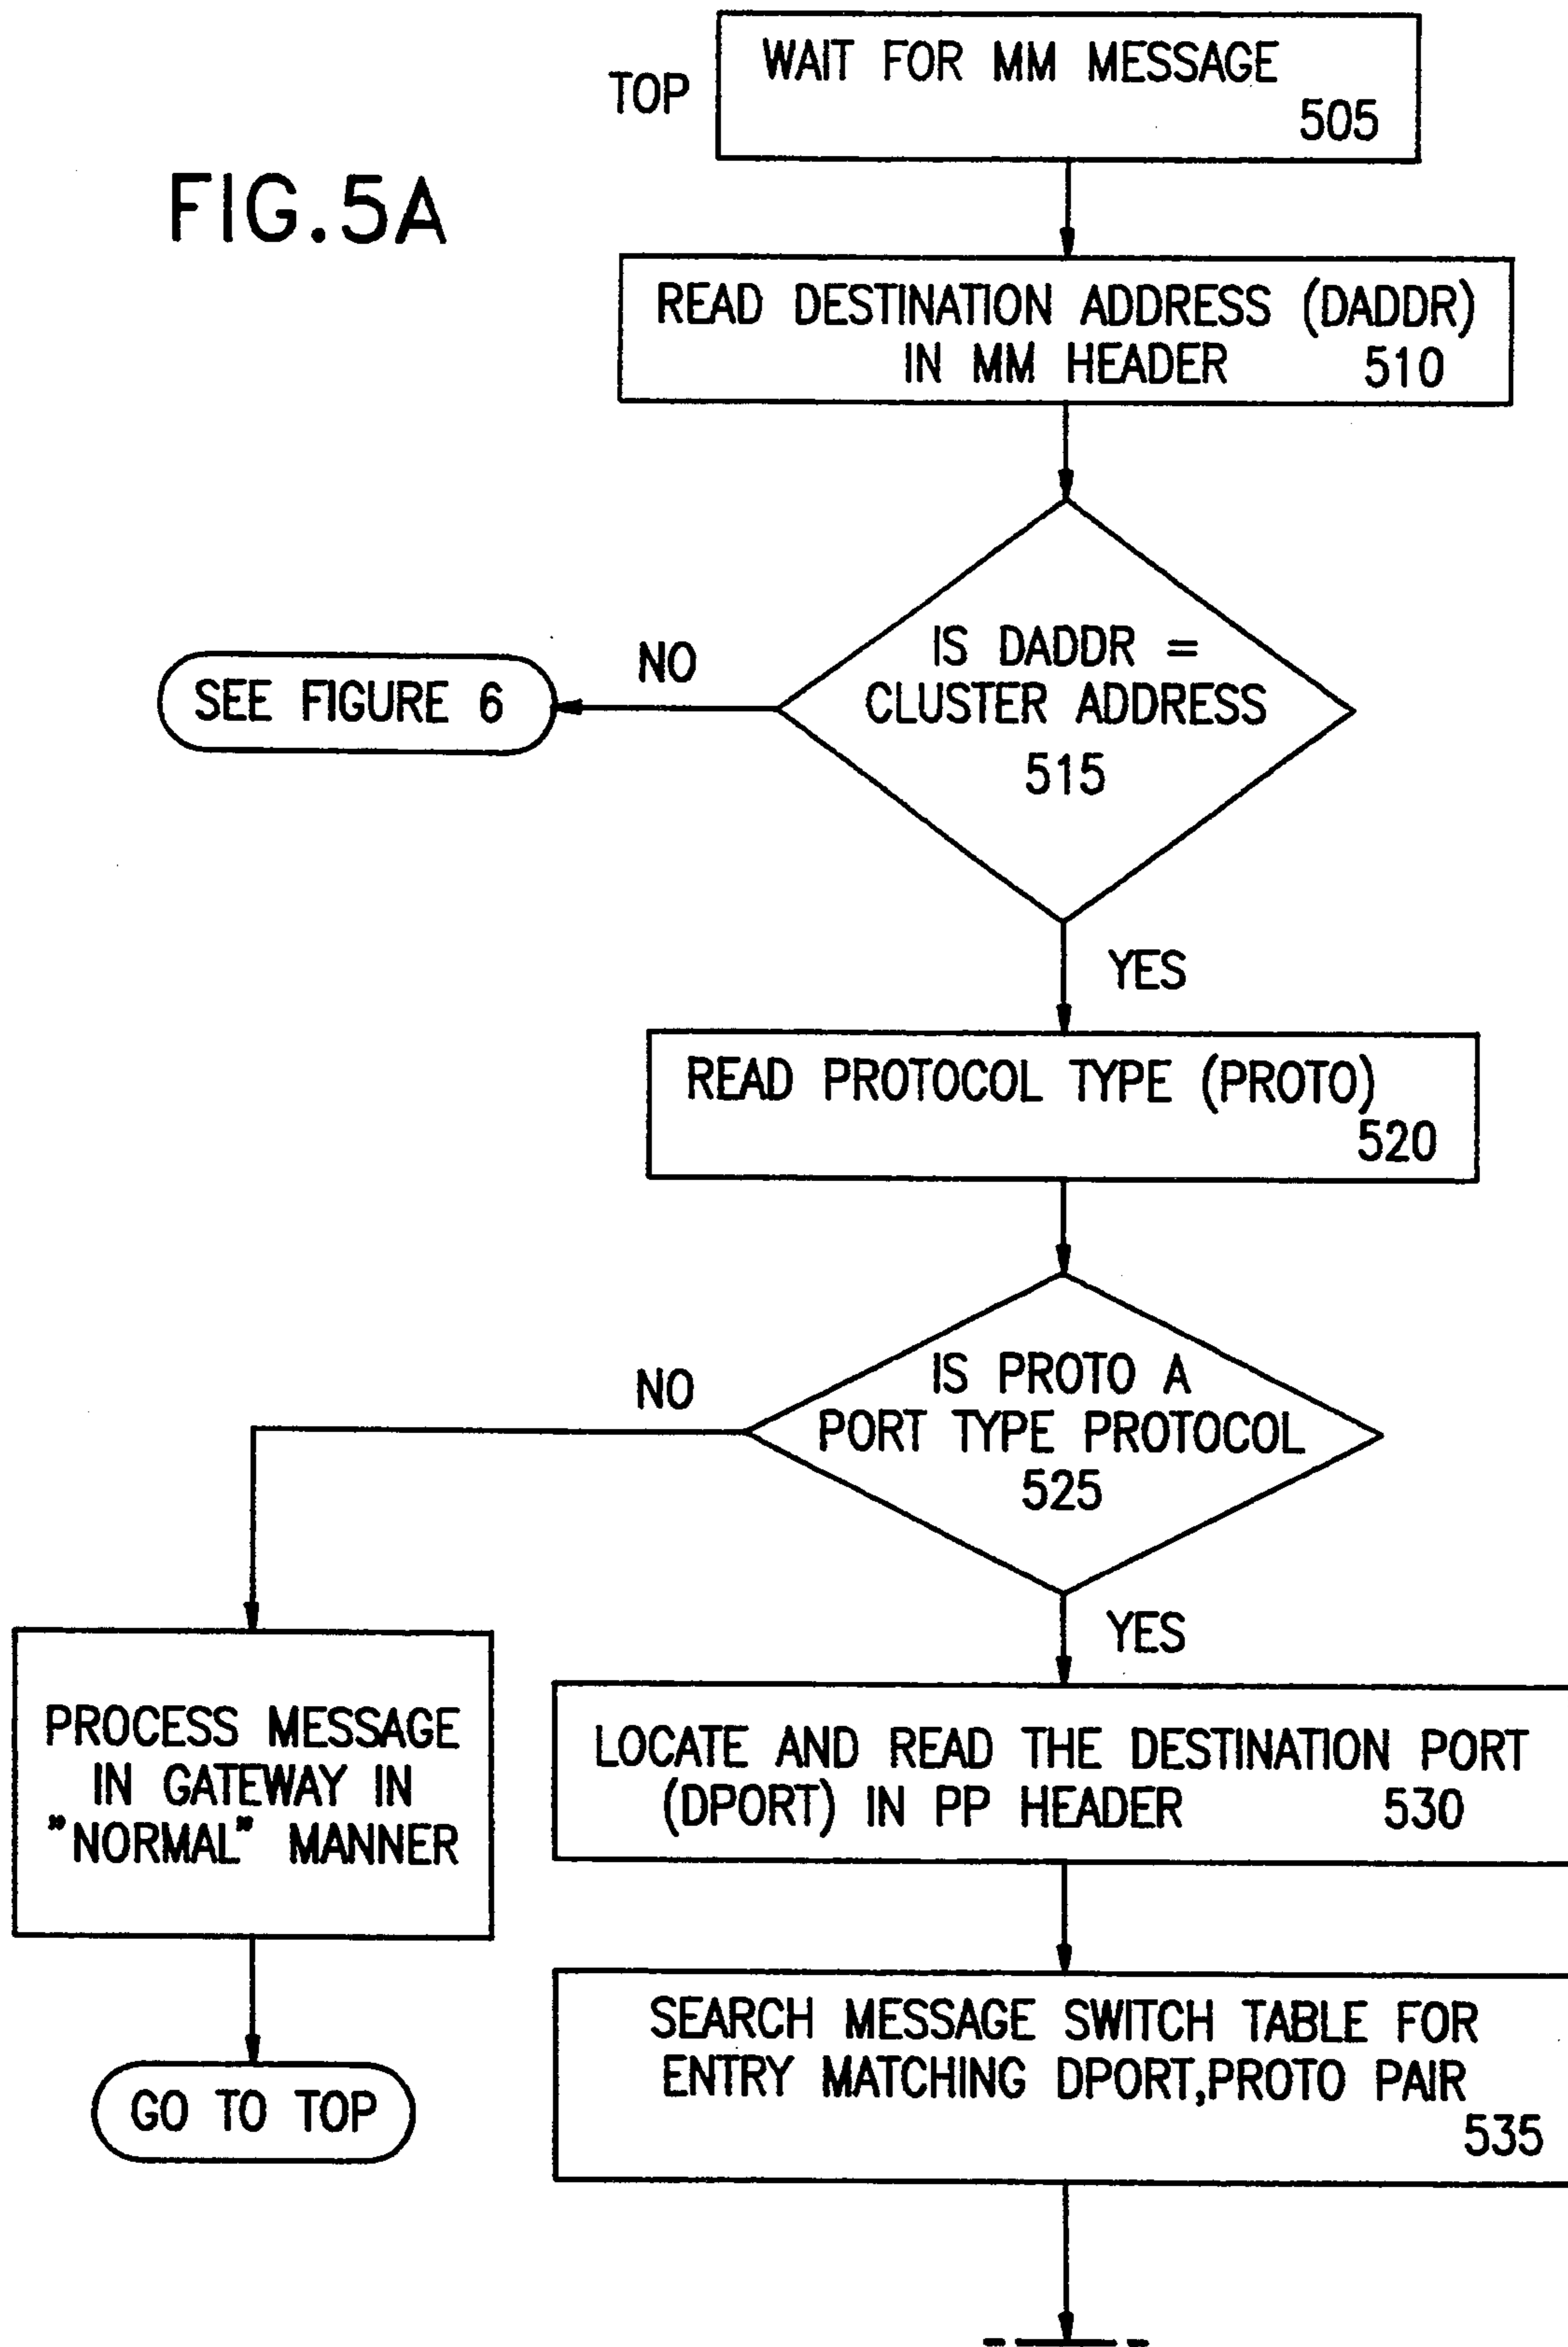 FIG.5A
TOP
WAIT FOR MM MESSAGE
505
READ DESTINATION ADDRESS (DADDR)
IN MM HEADER 510
IS DADDR =
CLUSTER ADDRESS
515
NO
SEE FIGURE 6
YES
READ PROTOCOL TYPE (PROTO)
520
IS PROTO A
PORT TYPE PROTOCOL
525
NO
PROCESS MESSAGE
IN GATEWAY IN
"NORMAL" MANNER
GO TO TOP
YES
LOCATE AND READ THE DESTINATION PORT
(DPORT) IN PP HEADER 530
SEARCH MESSAGE SWITCH TABLE FOR
ENTRY MATCHING DPORT,PROTO PAIR
535